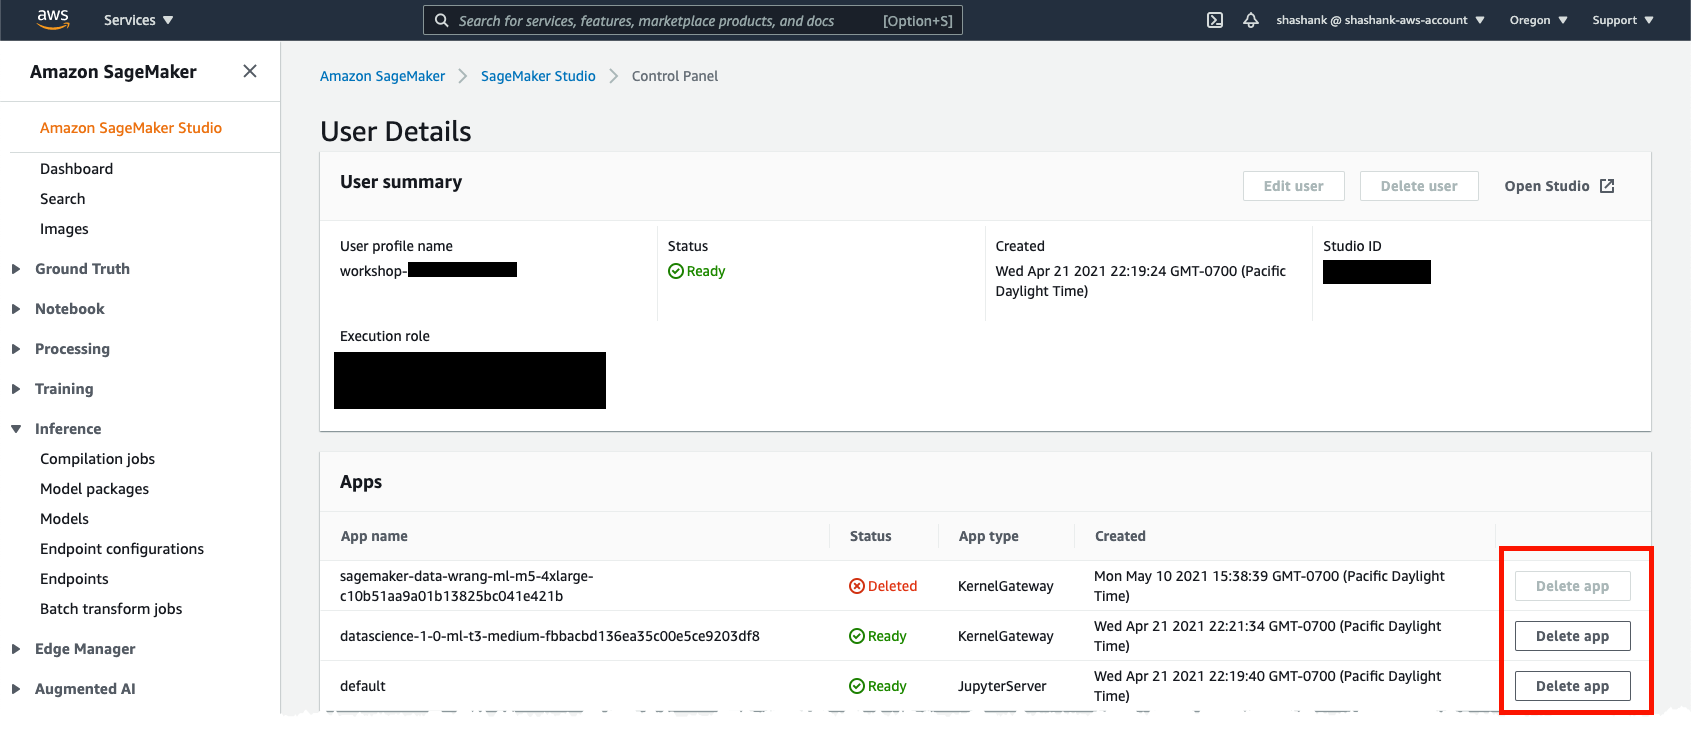 aws Services Search for services, features, marketplace products, and docs [Option+S] shashank @ shashank-aws-account Oregon Support
Amazon SageMaker
Amazon SageMaker Studio
Dashboard
Search
Images
Ground Truth
Notebook
Processing
Training
Inference
Compilation jobs
Model packages
Models
Endpoint configurations
Endpoints
Batch transform jobs
Edge Manager
Augmented AI
Amazon SageMaker SageMaker Studio Control Panel
User Details
User summary Edit user Delete user Open Studio
User profile name
workshop-
Status
Ready
Created
Wed Apr 21 2021 22:19:24 GMT-0700 (Pacific
Daylight Time)
Studio ID
Execution role
Apps
App name Status App type Created
sagemaker-data-wrang-ml-m5-4xlarge-
c10b51aa9a01b13825bc041e421b
Deleted KernelGateway
Mon May 10 2021 15:38:39 GMT-0700 (Pacific Daylight
Time)
Delete app
datascience-1-0-ml-t3-medium-fbbacbd136ea35c00e5ce9203df8 Ready KernelGateway
Wed Apr 21 2021 22:21:34 GMT-0700 (Pacific Daylight
Time)
Delete app
default Ready JupyterServer
Wed Apr 21 2021 22:19:40 GMT-0700 (Pacific Daylight
Time)
Delete app